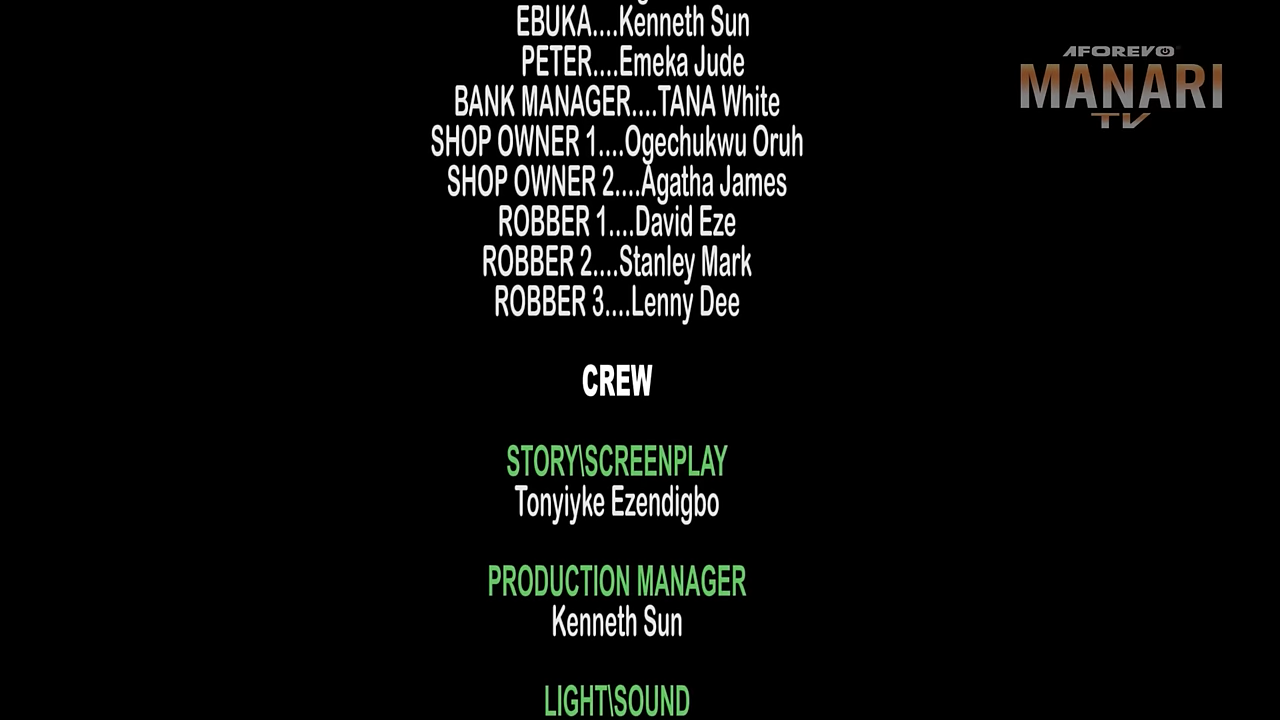 EBUKA....Kenneth Sun
PETER....Emeka Jude
BANK MANAGER....TANA White
SHOP OWNER 1....Ogechukwu Oruh
SHOP OWNER 2....Agatha James
ROBBER 1....David Eze
ROBBER 2....Stanley Mark
ROBBER 3....Lenny Dee
CREW
STORY\SCREENPLAY
Tonyiyke Ezendigbo
PRODUCTION MANAGER
Kenneth Sun
LIGHT\SOUND
AFOREVO
MANARI
TV